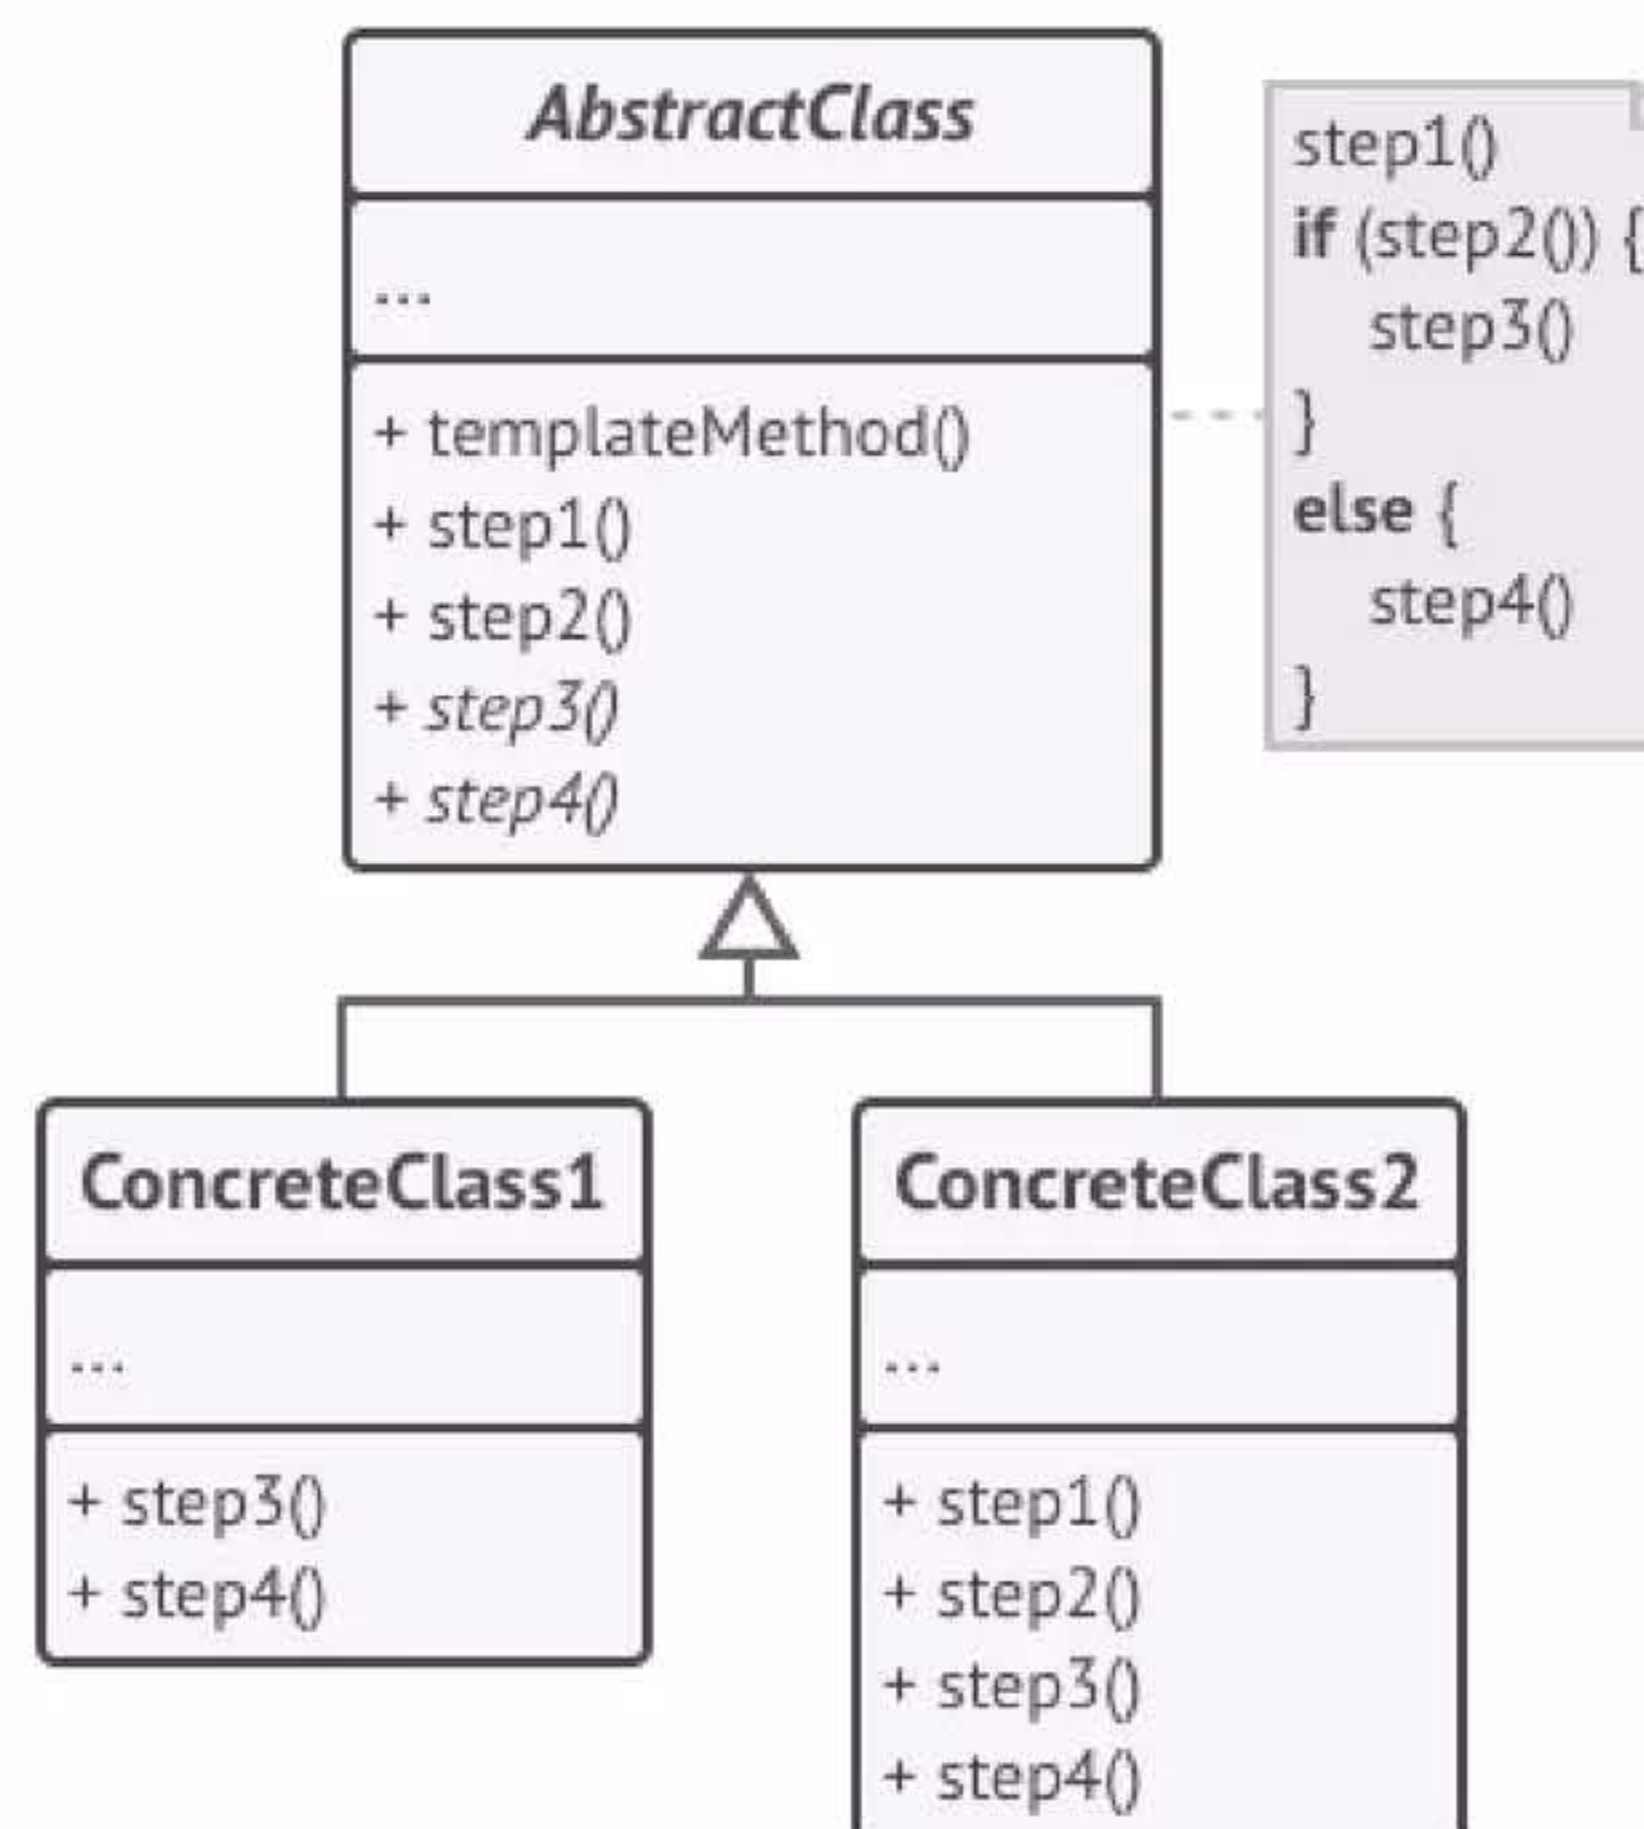 AbstractClass
...
+ templateMethod()
+ step1()
+ step2()
+ step3()
+ step4()
step1()
if (step2()) {
step3()
}
else {
step4()
}
ConcreteClass1
...
+ step3()
+ step4()
ConcreteClass2
...
+ step1()
+ step2()
+ step3()
+ step4()